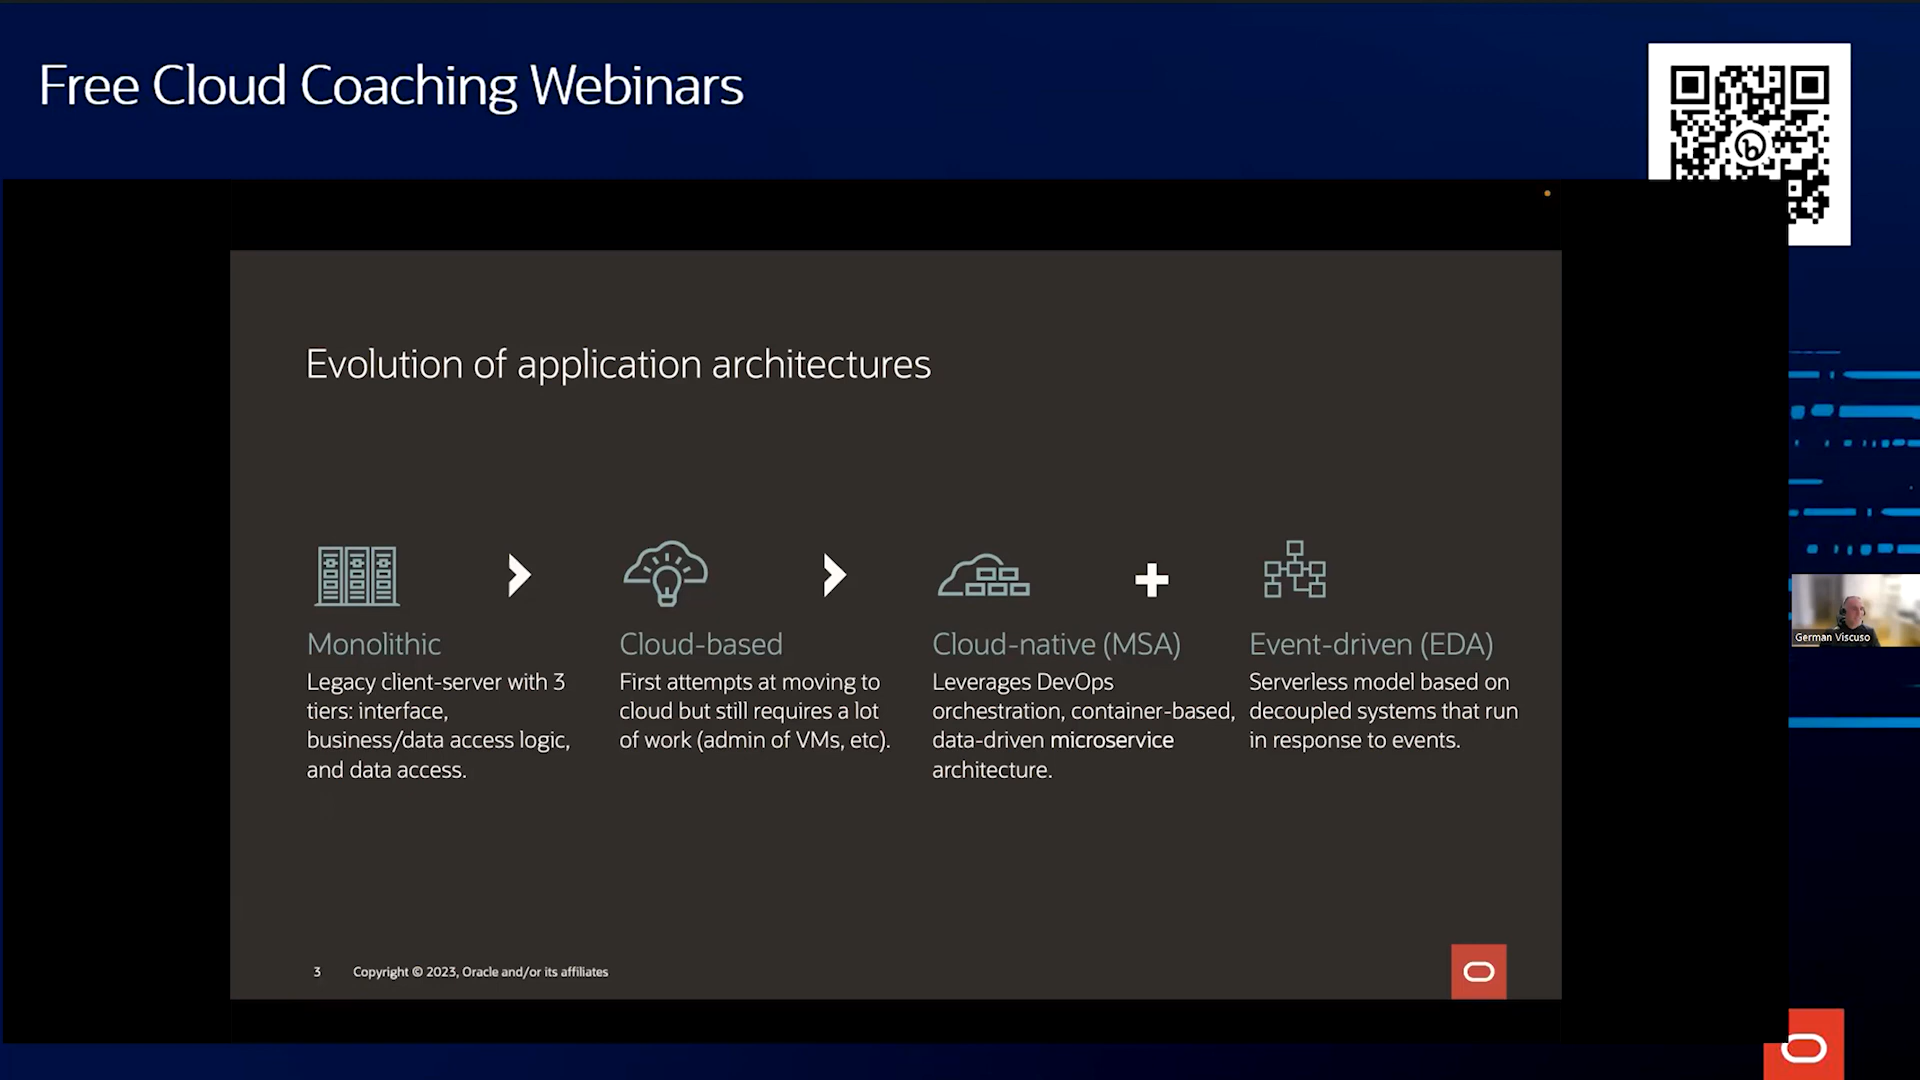 Free Cloud Coaching Webinars
Evolution of application architectures
Monolithic
Legacy client-server with 3
tiers: interface,
business/data access logic,
and data access.
Cloud-based
First attempts at moving to
cloud but still requires a lot
of work (admin of VMs, etc).
Cloud-native (MSA)
Leverages DevOps
orchestration, container-based,
data-driven microservice
architecture.
Event-driven (EDA)
Serverless model based on
decoupled systems that run
in response to events.
German Viscuso
3 Copyright © 2023, Oracle and/or its affiliates